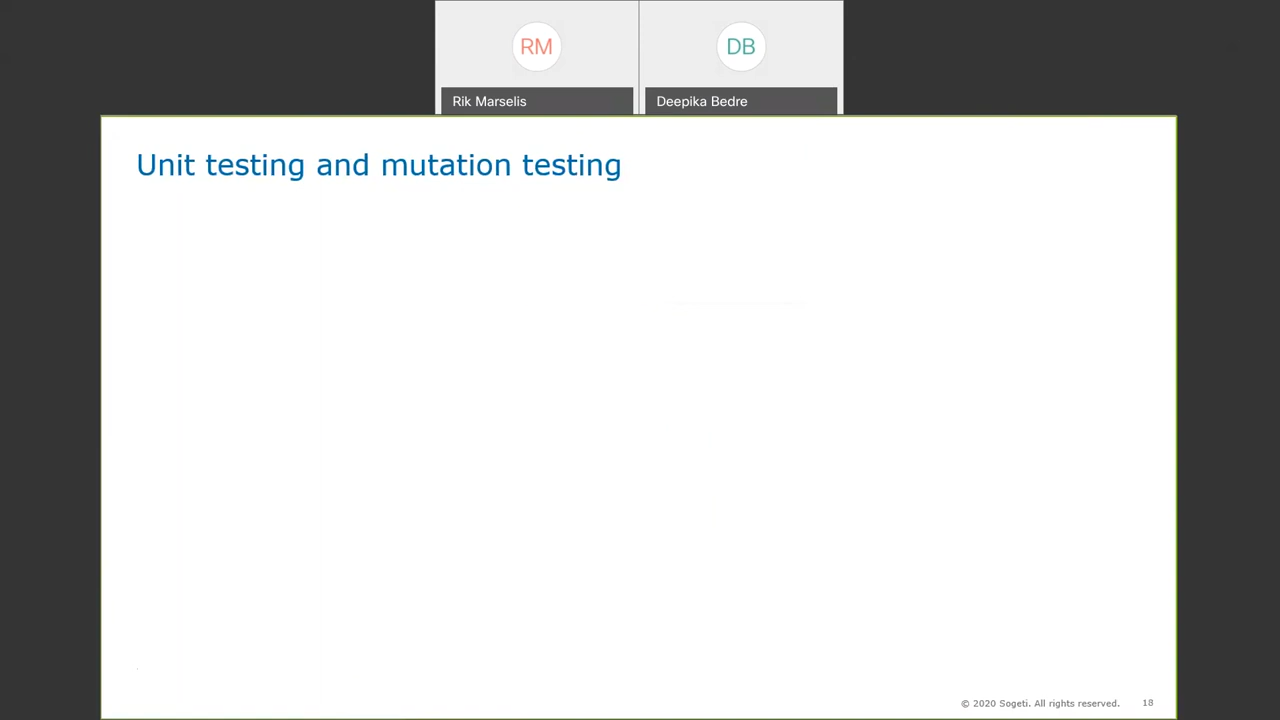 RM
DB
Rik Marselis
Deepika Bedre
Unit testing and mutation testing
© 2020 Sogeti. All rights reserved.
18